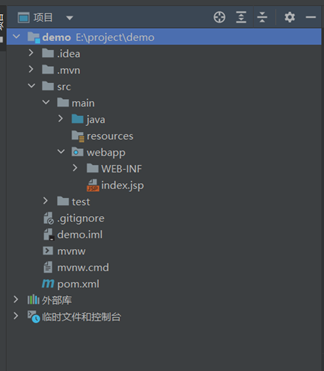 项目
demo E:\project\demo
.idea
.mvn
src
main
java
resources
webapp
WEB-INF
index.jsp
test
.gitignore
demo.iml
mvnw
mvnw.cmd
pom.xml
外部库
临时文件和控制台